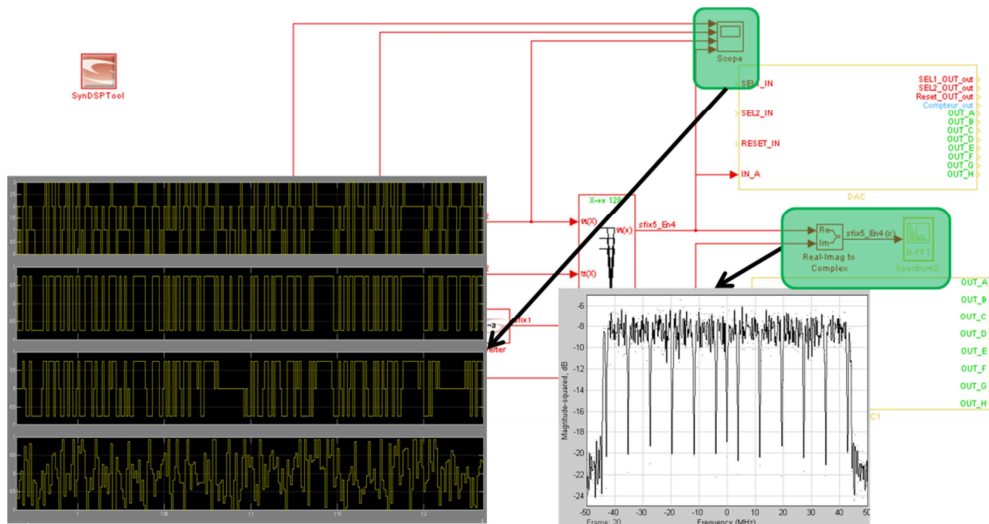 Scope
SynDSPTool
SEL2_IN
RESET_IN
IN_A
SEL1_OUT_out
SEL2_OUT_out
Reset_OUT_out
Compteur_out
OUT_A
OUT_B
OUT_C
OUT_D
OUT_E
OUT_F
OUT_G
OUT_H
DAC
sfix5_En4
Re
Im
sfix5_En4 (c)
Real-Imag to
Complex
B-FFT
Spectrum2
OUT_A
OUT_B
OUT_C
OUT_D
OUT_E
OUT_F
OUT_G
OUT_H
C1
Magnitude-squared, dB
-6
-8
-10
-12
-14
-16
-18
-20
-22
-24
-50
-40
-30
-20
-10
0
10
20
30
40
50
Frame: 20
Frequency (MHz)